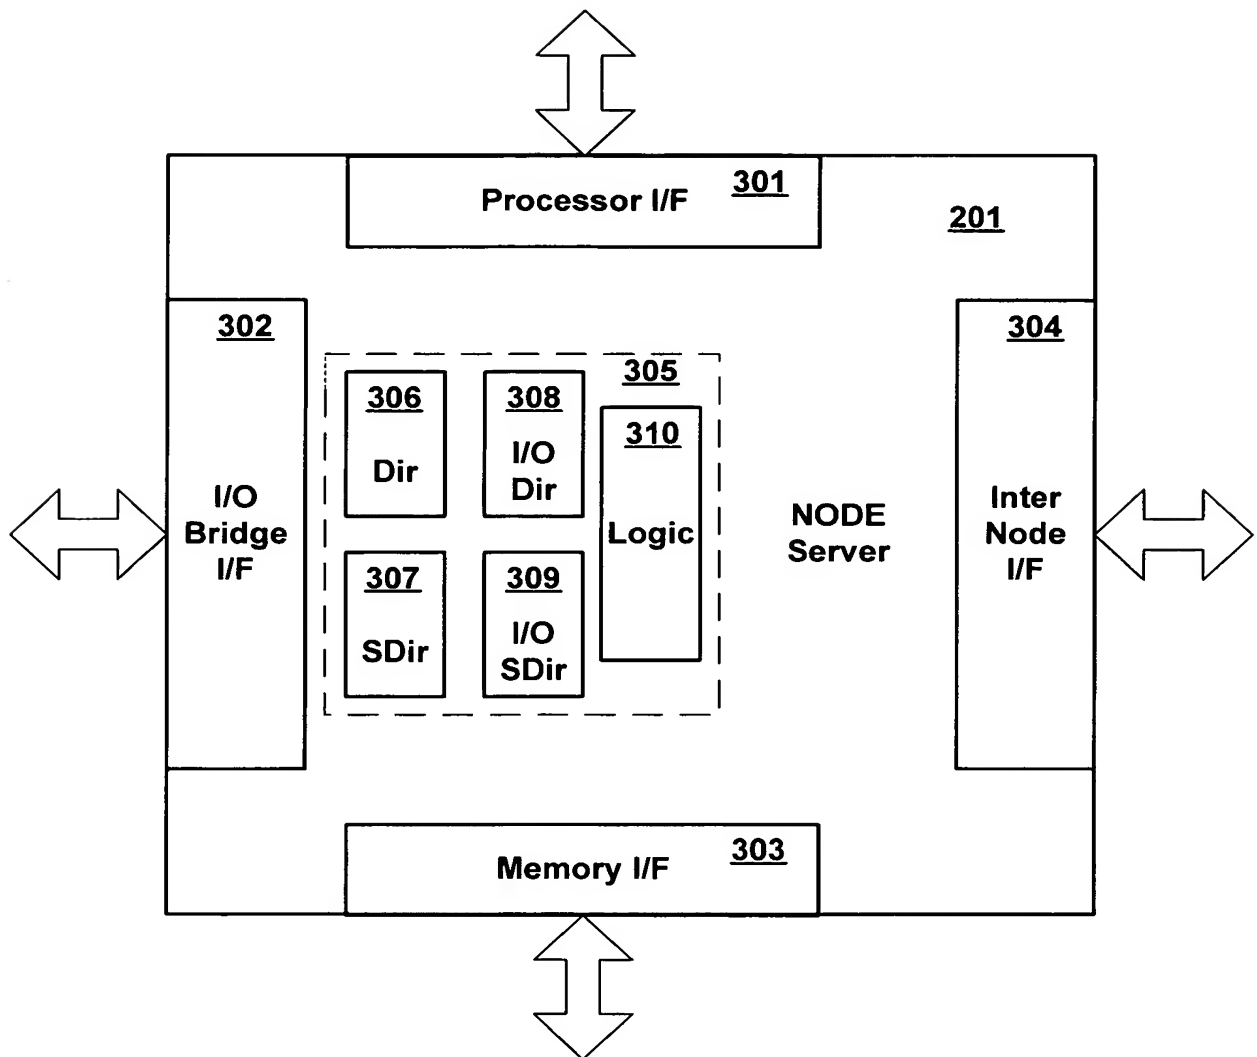 301
Processor I/F
201
302
I/O
Bridge
I/F
305
306
Dir
308
I/O
Dir
310
Logic
307
SDir
309
I/O
SDir
NODE
Server
304
Inter
Node
I/F
303
Memory I/F